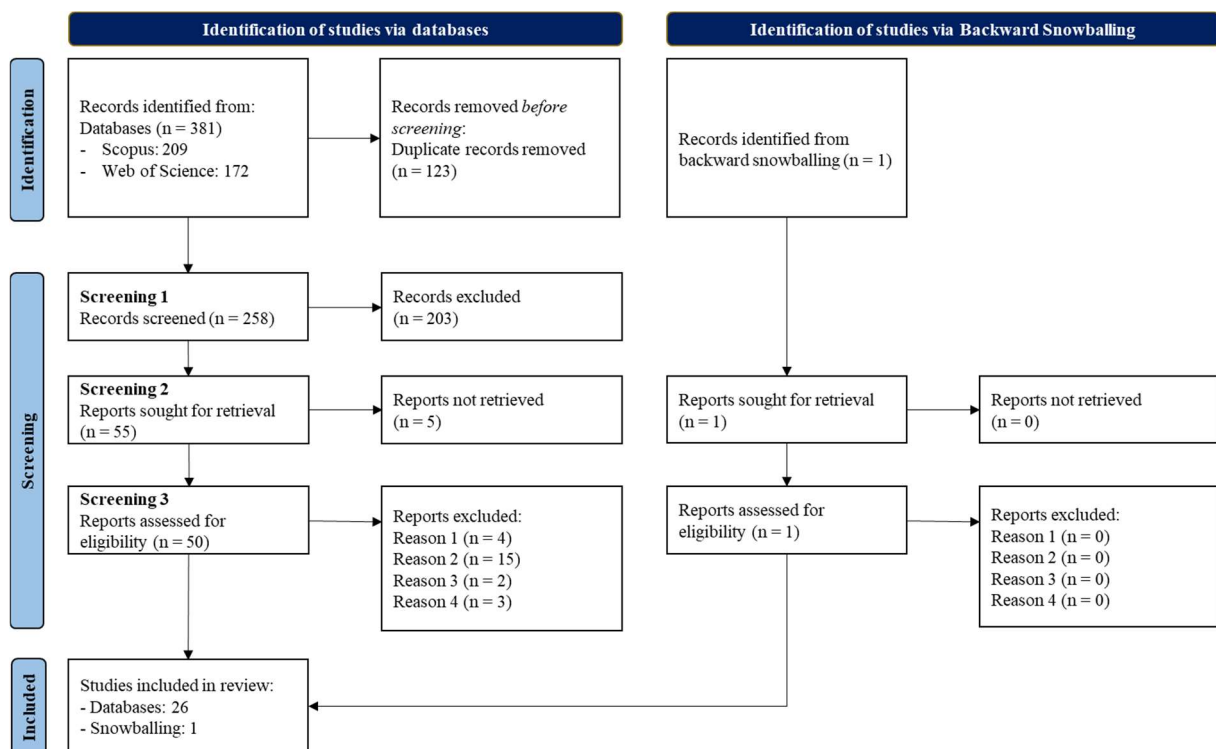 Identification of studies via databases
Identification of studies via Backward Snowballing
Identification
Records identified from:
Databases (n = 381)
- Scopus: 209
- Web of Science: 172
Records removed before
screening:
Duplicate records removed
(n = 123)
Records identified from
backward snowballing (n = 1)
Screening
Screening 1
Records screened (n = 258)
Records excluded
(n = 203)
Screening 2
Reports sought for retrieval
(n = 55)
Reports not retrieved
(n = 5)
Reports sought for retrieval
(n = 1)
Reports not retrieved
(n = 0)
Screening 3
Reports assessed for
eligibility (n = 50)
Reports excluded:
Reason 1 (n = 4)
Reason 2 (n = 15)
Reason 3 (n = 2)
Reason 4 (n = 3)
Reports assessed for
eligibility (n = 1)
Reports excluded:
Reason 1 (n = 0)
Reason 2 (n = 0)
Reason 3 (n = 0)
Reason 4 (n = 0)
Included
Studies included in review:
- Databases: 26
- Snowballing: 1